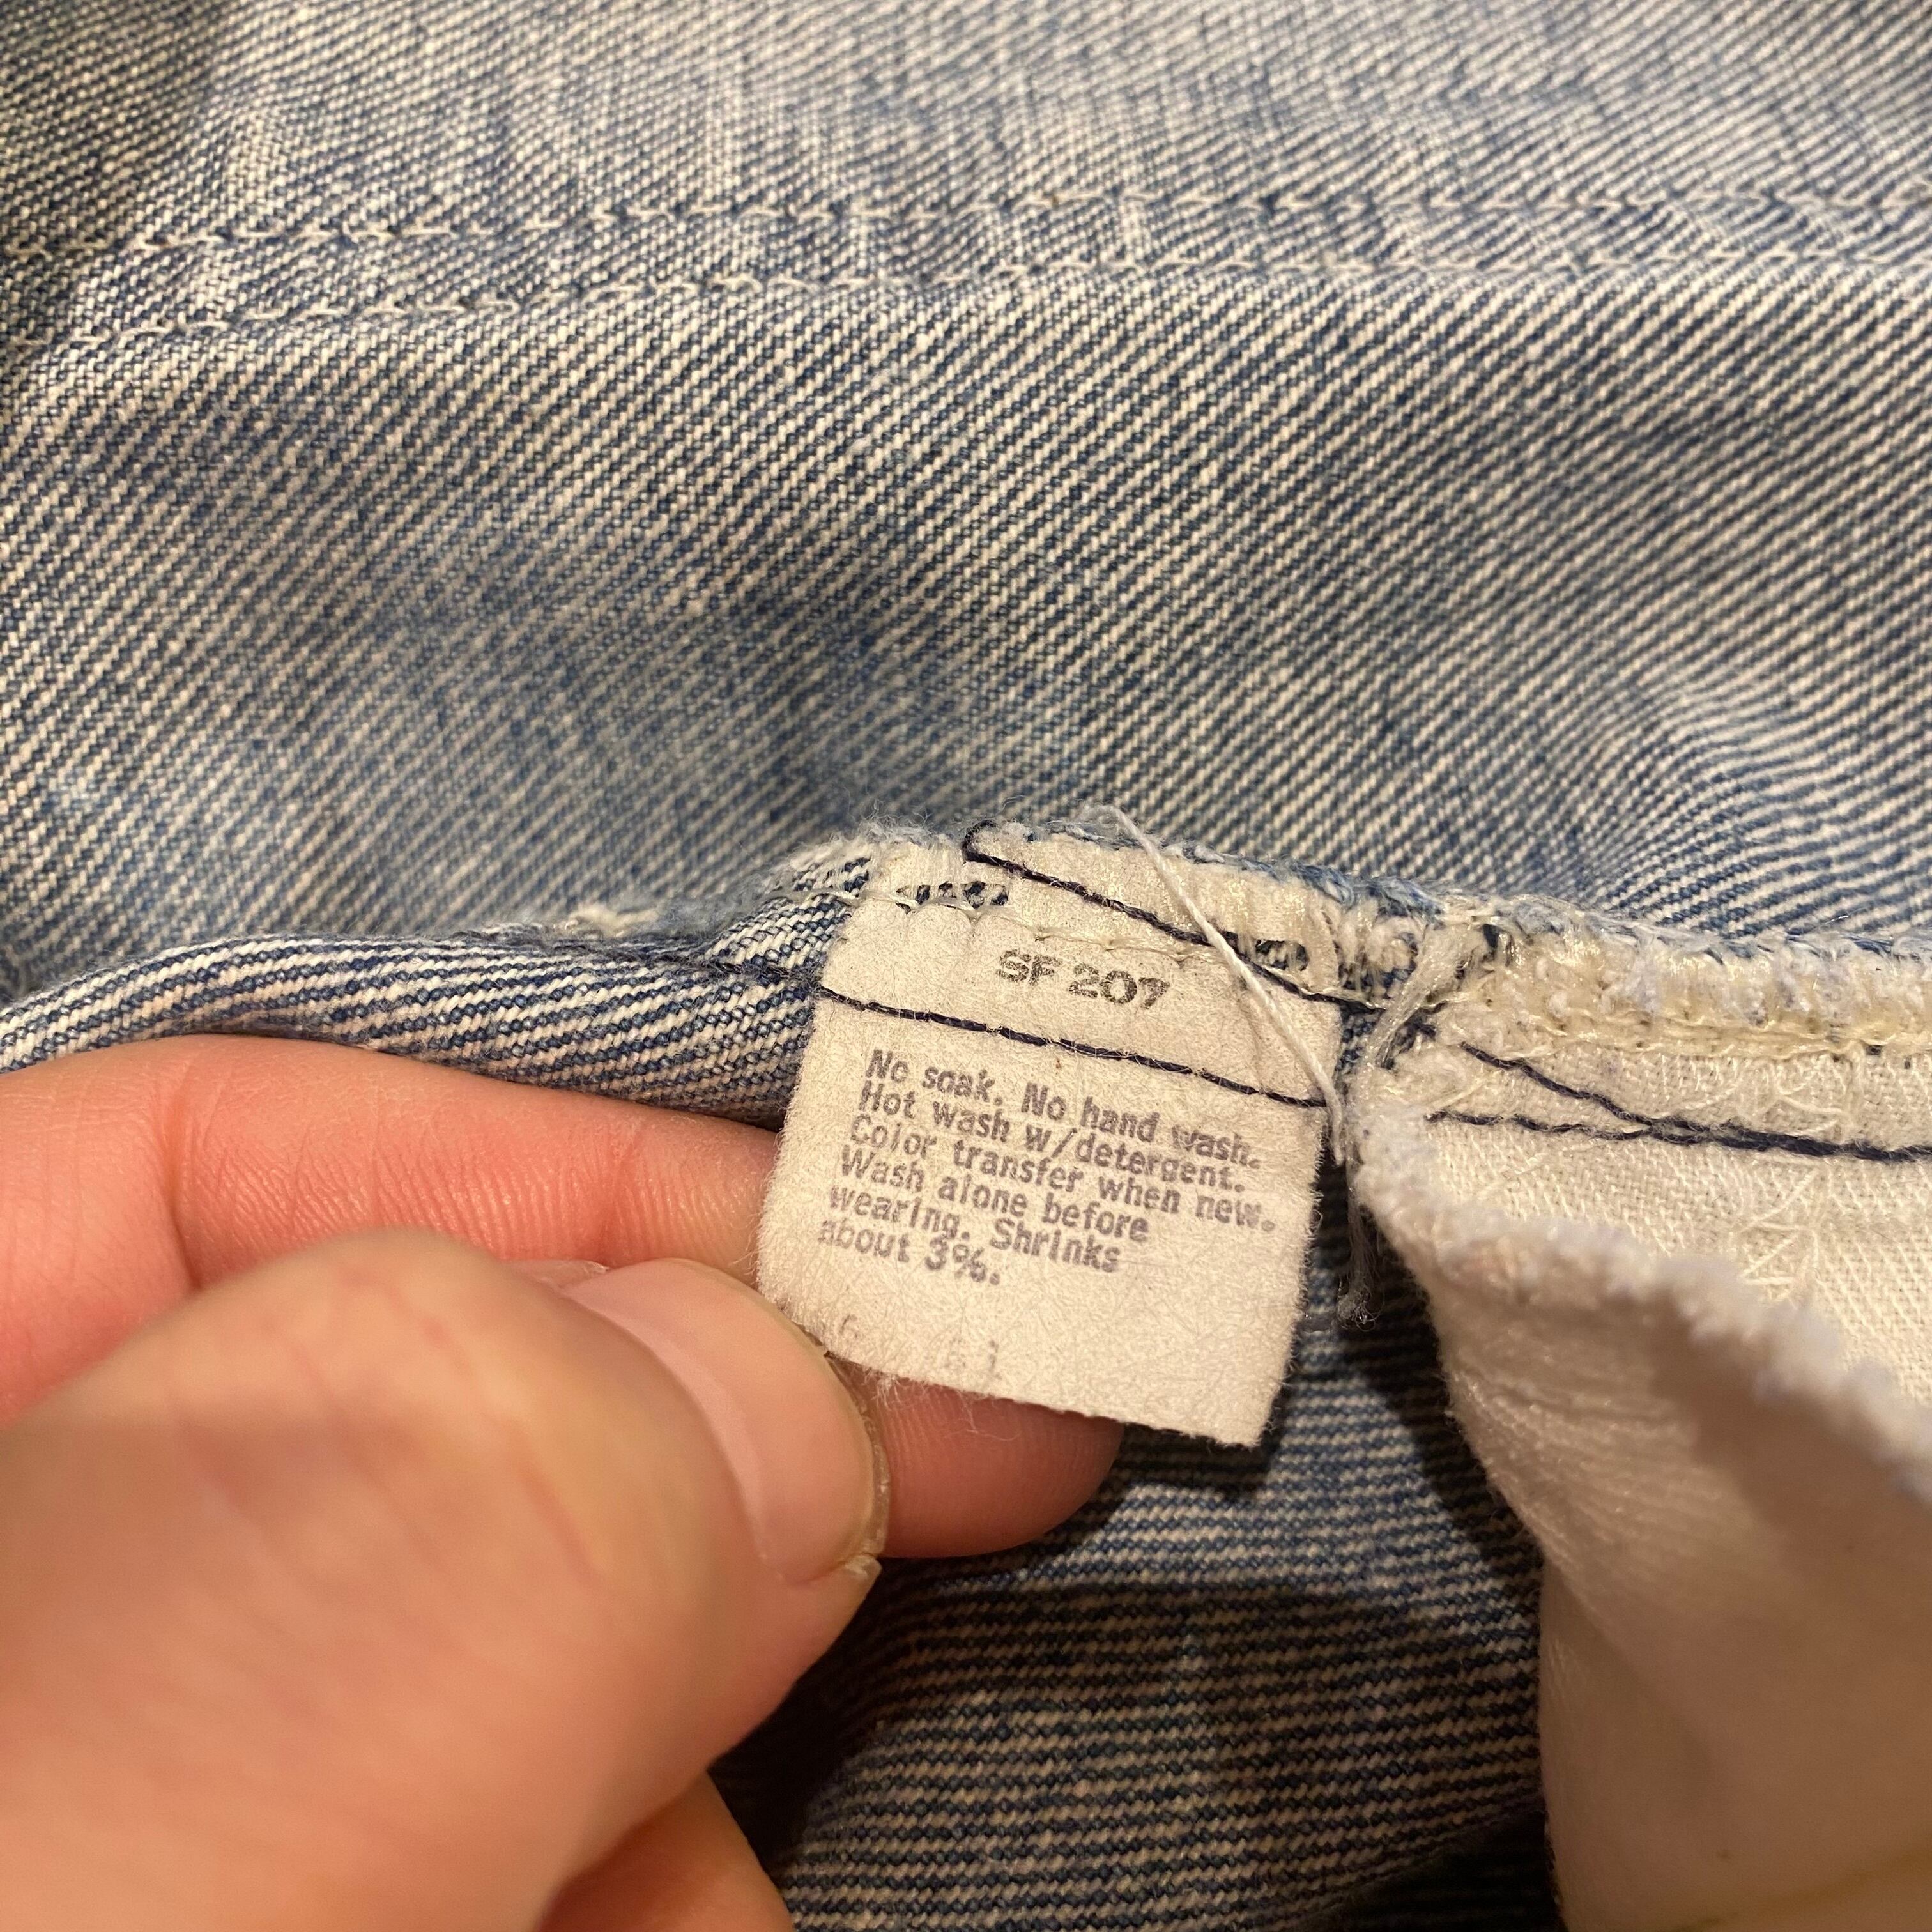 SF 207
No soak. No hand wash.
Hot wash w/detergent.
Color transfer when new.
Wash alone before
wearing. Shrinks
about 3%.